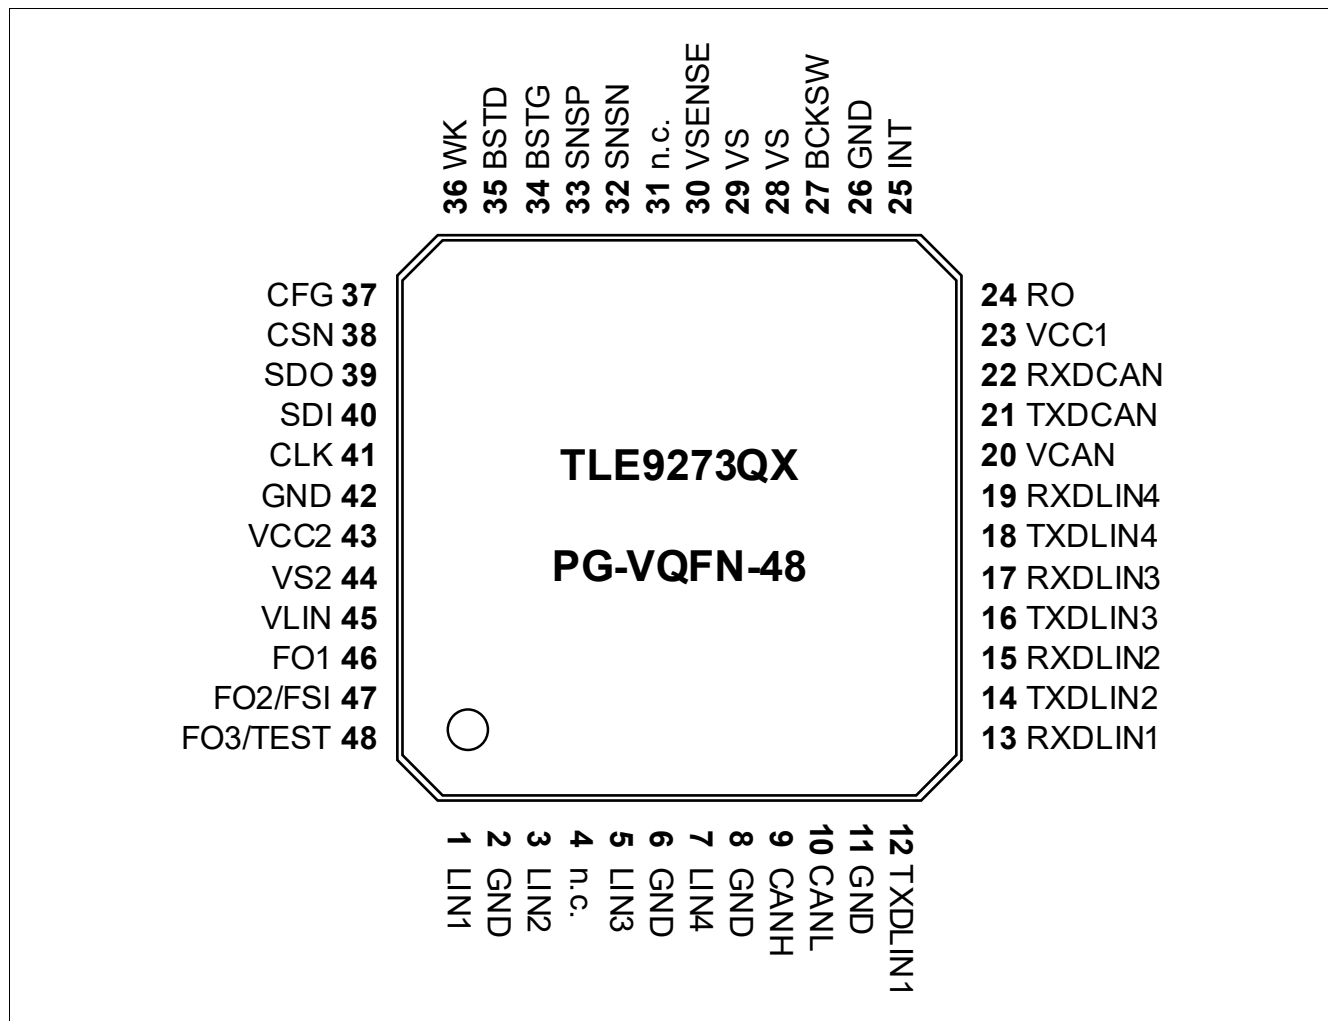 36 WK
35 BSTD
34 BSTG
33 SNSP
32 SNSN
31 n.c.
30 VSENSE
29 VS
28 VS
27 BCKSW
26 GND
25 INT
CFG 37
CSN 38
SDO 39
SDI 40
CLK 41
GND 42
VCC2 43
VS2 44
VLIN 45
FO1 46
FO2/FSI 47
FO3/TEST 48
TLE9273QX
PG-VQFN-48
24 RO
23 VCC1
22 RXDCAN
21 TXDCAN
20 VCAN
19 RXDLIN4
18 TXDLIN4
17 RXDLIN3
16 TXDLIN3
15 RXDLIN2
14 TXDLIN2
13 RXDLIN1
1 LIN1
2 GND
3 LIN2
4 n.c.
5 LIN3
6 GND
7 LIN4
8 GND
9 CANH
10 CANL
11 GND
12 TXDLIN1